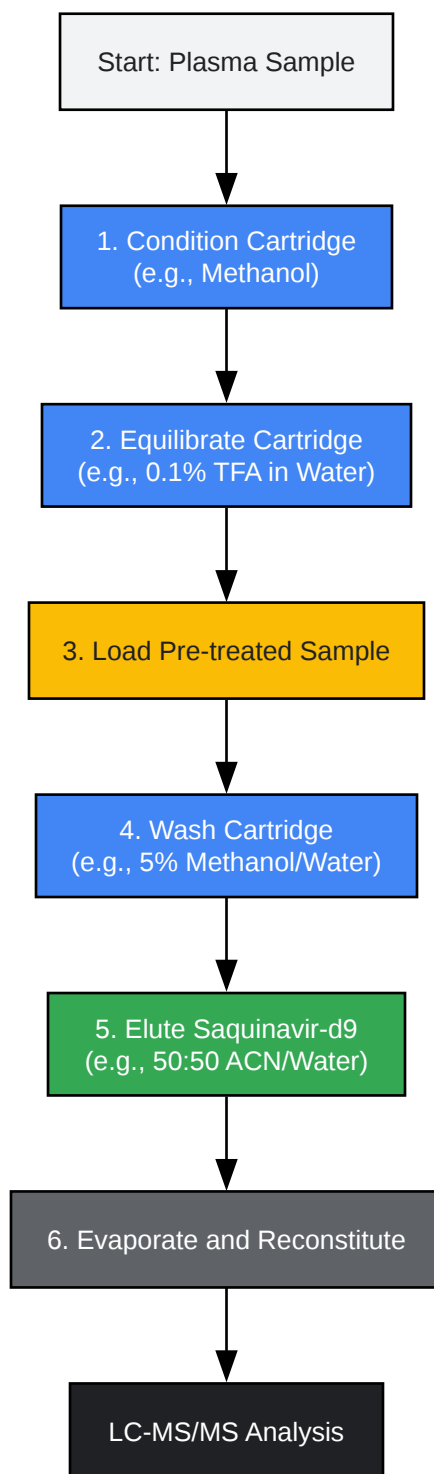 Start: Plasma Sample
1. Condition Cartridge
(e.g., Methanol)
2. Equilibrate Cartridge
(e.g., 0.1% TFA in Water)
3. Load Pre-treated Sample
4. Wash Cartridge
(e.g., 5% Methanol/Water)
5. Elute Saquinavir-d9
(e.g., 50:50 ACN/Water)
6. Evaporate and Reconstitute
LC-MS/MS Analysis